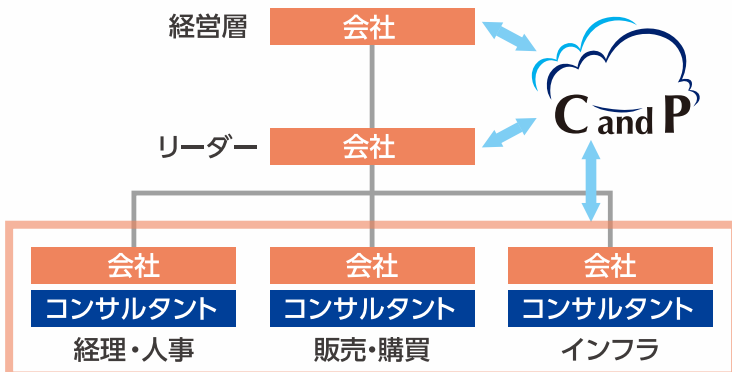 経営層
会社
C and P
リーダー
会社
会社
会社
会社
コンサルタント
コンサルタント
コンサルタント
経理・人事
販売・購買
インフラ